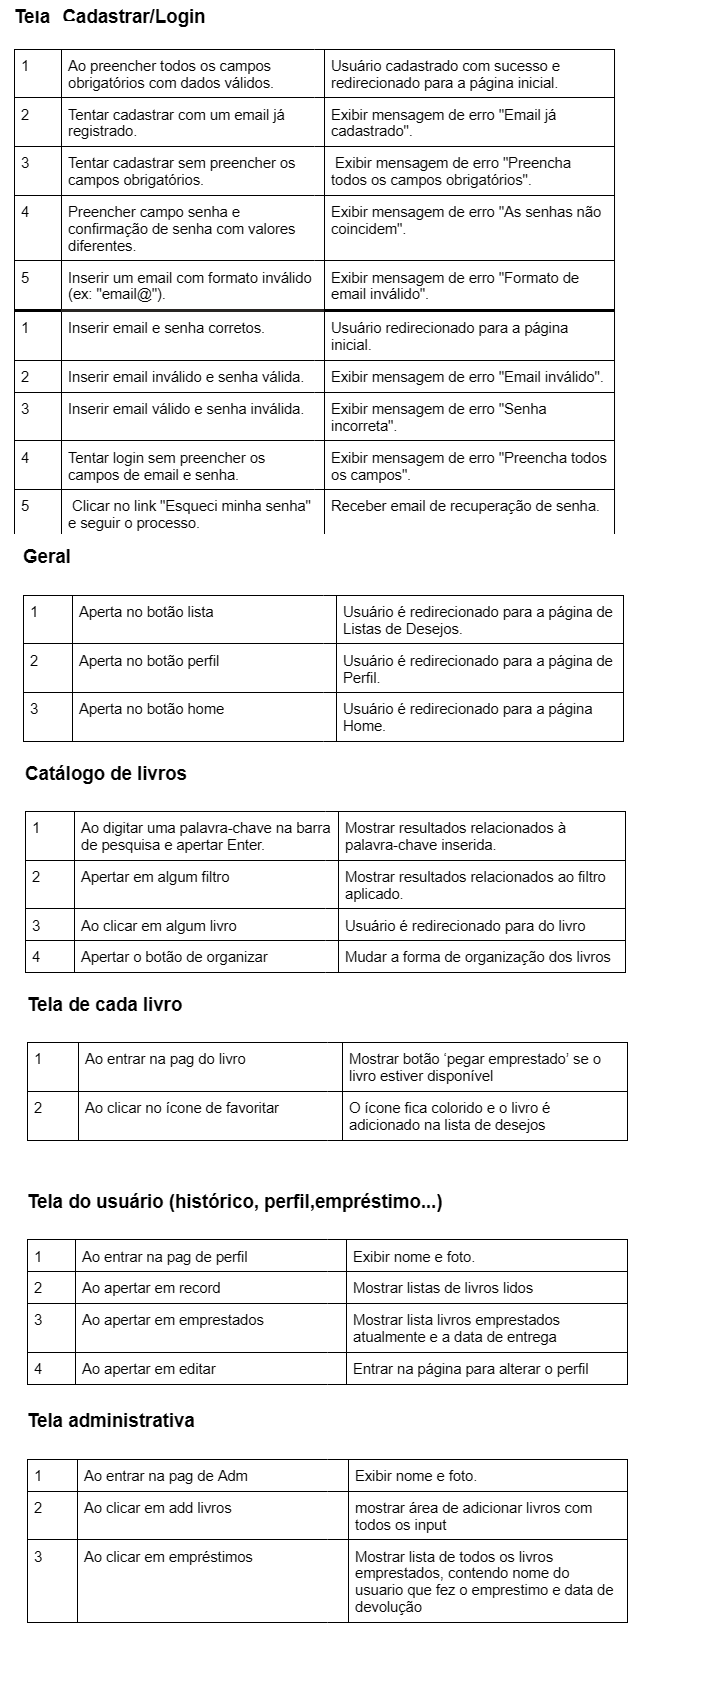 Tela Cadastrar/Login
1 Ao preencher todos os campos Usuário cadastrado com sucesso e
obrigatórios com dados válidos. redirecionado para a página inicial.
2 Tentar cadastrar com um email já Exibir mensagem de erro "Email já
registrado. cadastrado".
3 Tentar cadastrar sem preencher os Exibir mensagem de erro "Preencha
campos obrigatórios. todos os campos obrigatórios".
4 Preencher campo senha e Exibir mensagem de erro "As senhas não
confirmação de senha com valores coincidem".
diferentes.
5 Inserir um email com formato inválido Exibir mensagem de erro "Formato de
(ex: "email@"). email inválido".
1 Inserir email e senha corretos. Usuário redirecionado para a página
inicial.
2 Inserir email inválido e senha válida. Exibir mensagem de erro "Email inválido".
3 Inserir email válido e senha inválida. Exibir mensagem de erro "Senha
incorreta".
4 Tentar login sem preencher os Exibir mensagem de erro "Preencha todos
campos de email e senha. os campos".
5 Clicar no link "Esqueci minha senha" Receber email de recuperação de senha.
e seguir o processo.
Geral
1 Aperta no botão lista Usuário é redirecionado para a página de
Listas de Desejos.
2 Aperta no botão perfil Usuário é redirecionado para a página de
Perfil.
3 Aperta no botão home Usuário é redirecionado para a página
Home.
Catálogo de livros
1 Ao digitar uma palavra-chave na barra Mostrar resultados relacionados à
de pesquisa e apertar Enter. palavra-chave inserida.
2 Apertar em algum filtro Mostrar resultados relacionados ao filtro
aplicado.
3 Ao clicar em algum livro Usuário é redirecionado para do livro
4 Apertar o botão de organizar Mudar a forma de organização dos livros
Tela de cada livro
1 Ao entrar na pag do livro Mostrar botão ‘pegar emprestado’ se o
livro estiver disponível
2 Ao clicar no ícone de favoritar O ícone fica colorido e o livro é
adicionado na lista de desejos
Tela do usuário (histórico, perfil,empréstimo...)
1 Ao entrar na pag de perfil Exibir nome e foto.
2 Ao apertar em record Mostrar listas de livros lidos
3 Ao apertar em emprestados Mostrar lista livros emprestados
atualmente e a data de entrega
4 Ao apertar em editar Entrar na página para alterar o perfil
Tela administrativa
1 Ao entrar na pag de Adm Exibir nome e foto.
2 Ao clicar em add livros mostrar área de adicionar livros com
todos os input
3 Ao clicar em empréstimos Mostrar lista de todos os livros
emprestados, contendo nome do
usuario que fez o emprestimo e data de
devolução